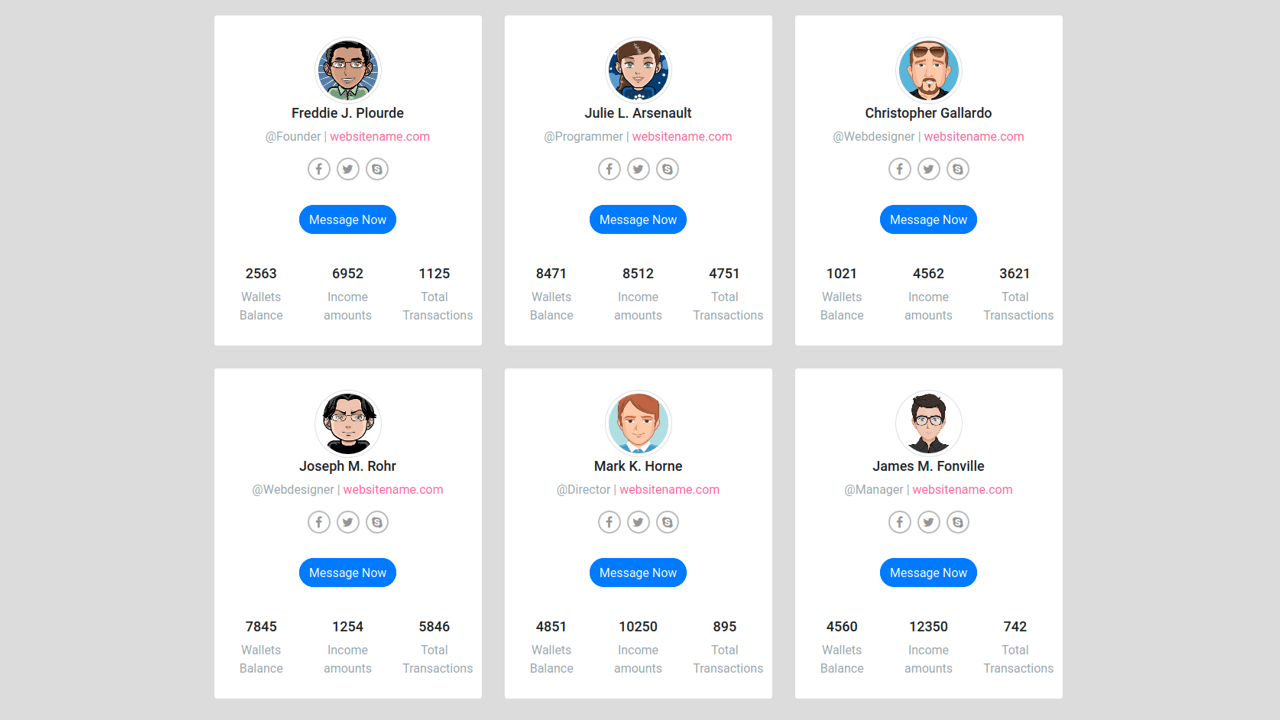 Freddie J. Plourde
@Founder | websitename.com
Message Now
2563 6952 1125
Wallets Income Total
Balance amounts Transactions
Julie L. Arsenault
@Programmer | websitename.com
Message Now
8471 8512 4751
Wallets Income Total
Balance amounts Transactions
Christopher Gallardo
@Webdesigner | websitename.com
Message Now
1021 4562 3621
Wallets Income Total
Balance amounts Transactions
Joseph M. Rohr
@Webdesigner | websitename.com
Message Now
7845 1254 5846
Wallets Income Total
Balance amounts Transactions
Mark K. Horne
@Director | websitename.com
Message Now
4851 10250 895
Wallets Income Total
Balance amounts Transactions
James M. Fonville
@Manager | websitename.com
Message Now
4560 12350 742
Wallets Income Total
Balance amounts Transactions